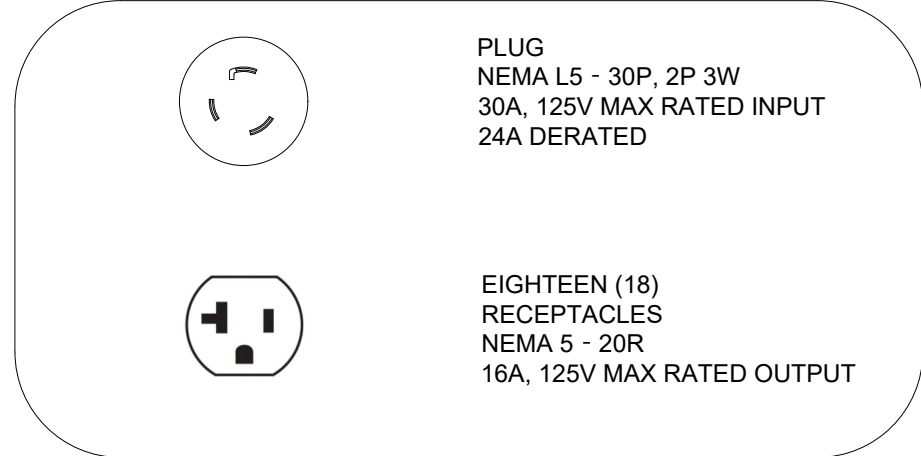 PLUG
NEMA L5 - 30P, 2P 3W
30A, 125V MAX RATED INPUT
24A DERATED
EIGHTEEN (18)
RECEPTACLES
NEMA 5 - 20R
16A, 125V MAX RATED OUTPUT